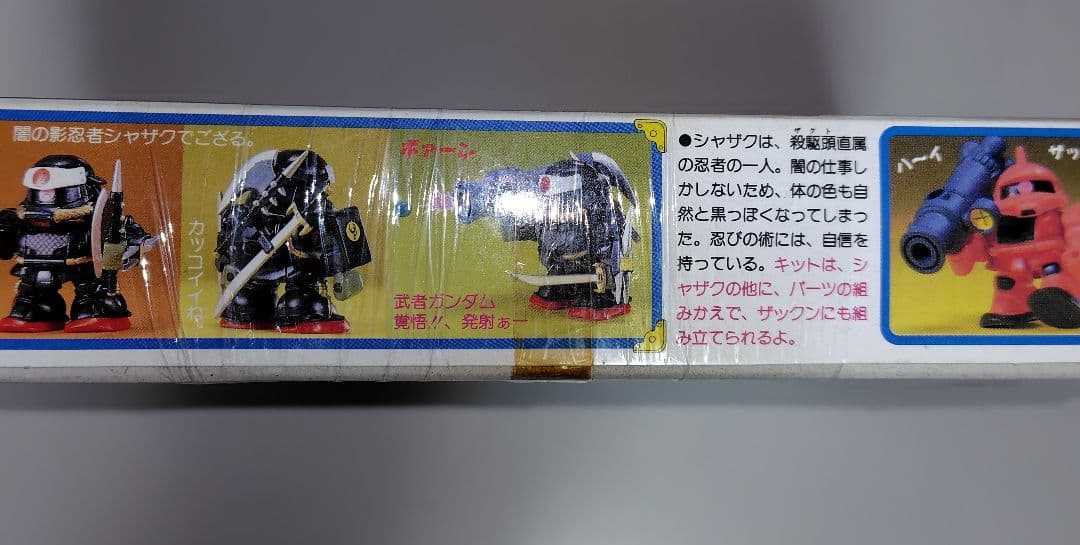 闇の影忍者シャザクでござる。
カッコイイね。
ボァーン
武者ガンダム
覚悟!!、発射ぁー
●シャザクは、殺駆頭直属
ザクト
の忍者の一人。闇の仕事し
かしないため、体の色も自
然と黒っぽくなってしまっ
た。忍びの術には、自信を
持っている。キットは、シ
ャザクの他に、パーツの組
みかえで、ザックンにも組
み立てられるよ。
ハ〜イ
ザッ